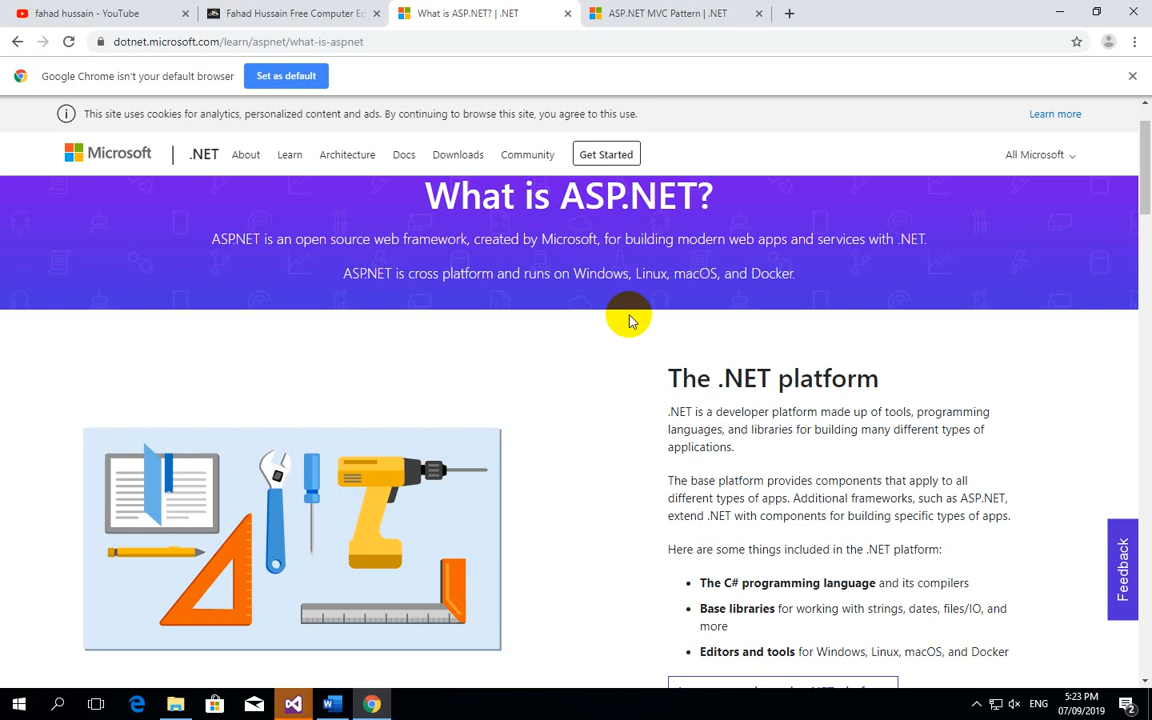 fahad hussain - YouTube
Fahad Hussain Free Computer Ed
What is ASP.NET? | .NET
ASP.NET MVC Pattern | .NET
dotnet.microsoft.com/learn/aspnet/what-is-aspnet
Google Chrome isn't your default browser
Set as default
This site uses cookies for analytics, personalized content and ads. By continuing to browse this site, you agree to this use.
Learn more
Microsoft
.NET
About
Learn
Architecture
Docs
Downloads
Community
Get Started
All Microsoft
What is ASP.NET?
ASP.NET is an open source web framework, created by Microsoft, for building modern web apps and services with .NET.
ASP.NET is cross platform and runs on Windows, Linux, macOS, and Docker.
The .NET platform
.NET is a developer platform made up of tools, programming
languages, and libraries for building many different types of
applications.
The base platform provides components that apply to all
different types of apps. Additional frameworks, such as ASP.NET,
extend .NET with components for building specific types of apps.
Here are some things included in the .NET platform:
The C# programming language and its compilers
Base libraries for working with strings, dates, files/IO, and
more
Editors and tools for Windows, Linux, macOS, and Docker
Feedback
ENG
5:23 PM
07/09/2019
2